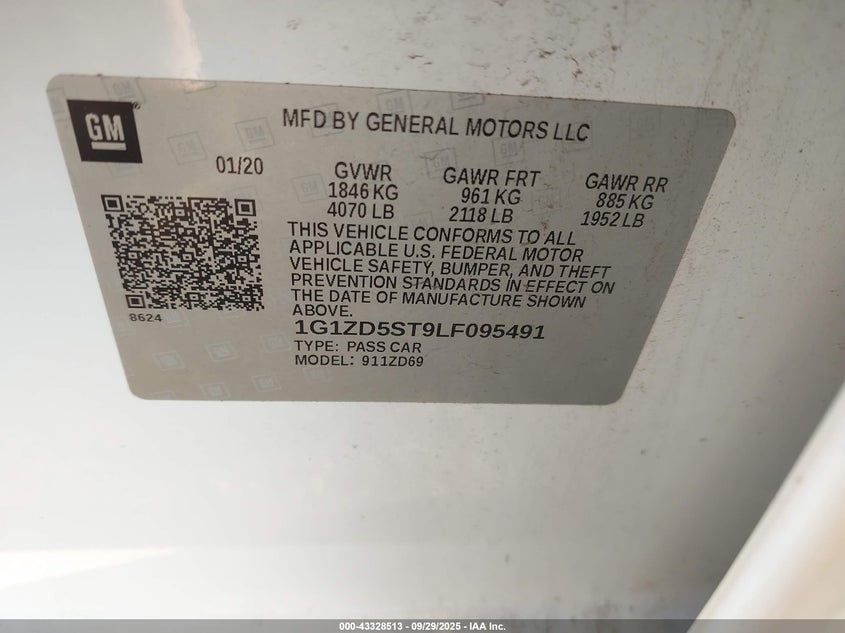 GM
MFD BY GENERAL MOTORS LLC
01/20
GVWR
1846 KG
4070 LB
GAWR FRT
961 KG
2118 LB
GAWR RR
885 KG
1952 LB
THIS VEHICLE CONFORMS TO ALL
APPLICABLE U.S. FEDERAL MOTOR
VEHICLE SAFETY, BUMPER, AND THEFT
PREVENTION STANDARDS IN EFFECT ON
THE DATE OF MANUFACTURE SHOWN
ABOVE.
8624
1G1ZD5ST9LF095491
TYPE: PASS CAR
MODEL: 911ZD69
000-43328513 - 09/29/2025 - IAA Inc.